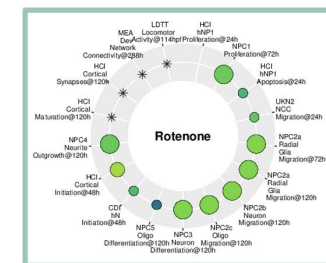 LDTT
Locomotor
Activity@114hpf
HCI
hNP1
Proliferation@24h
NPC1
Proliferation@72h
HCI
hNP1
Apoptosis@24h
UKN2
NCC
Migration@24h
NPC2a
Radial
Glia
Migration@72h
NPC2a
Radial
Glia
Migration@120h
NPC2b
Neuron
Migration@120h
NPC2c
Oligo
Migration@120h
NPC3
Neuron
Differentiation@120h
NPC5
Oligo
Differentiation@120h
CDI
hN
Initiation@48h
HCI
Cortical
Initiation@48h
NPC4
Neurite
Outgrowth@120h
HCI
Cortical
Maturation@120h
HCI
Cortical
Synapses@120h
MEA
Dev
Network
Connectivity@288h
Rotenone